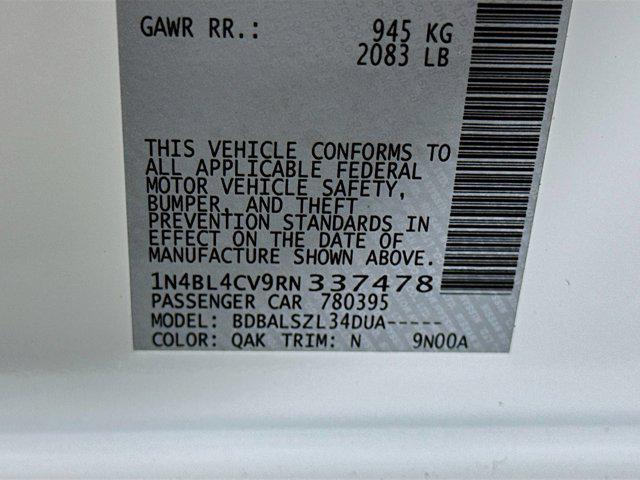 GAWR RR.: 945 KG
2083 LB
THIS VEHICLE CONFORMS TO
ALL APPLICABLE FEDERAL
MOTOR VEHICLE SAFETY,
BUMPER, AND THEFT
PREVENTION STANDARDS IN
EFFECT ON THE DATE OF
MANUFACTURE SHOWN ABOVE.
1N4BL4CV9RN337478
PASSENGER CAR 780395
MODEL: BDBALSZL34DUA-----
COLOR: QAK TRIM: N 9N00A